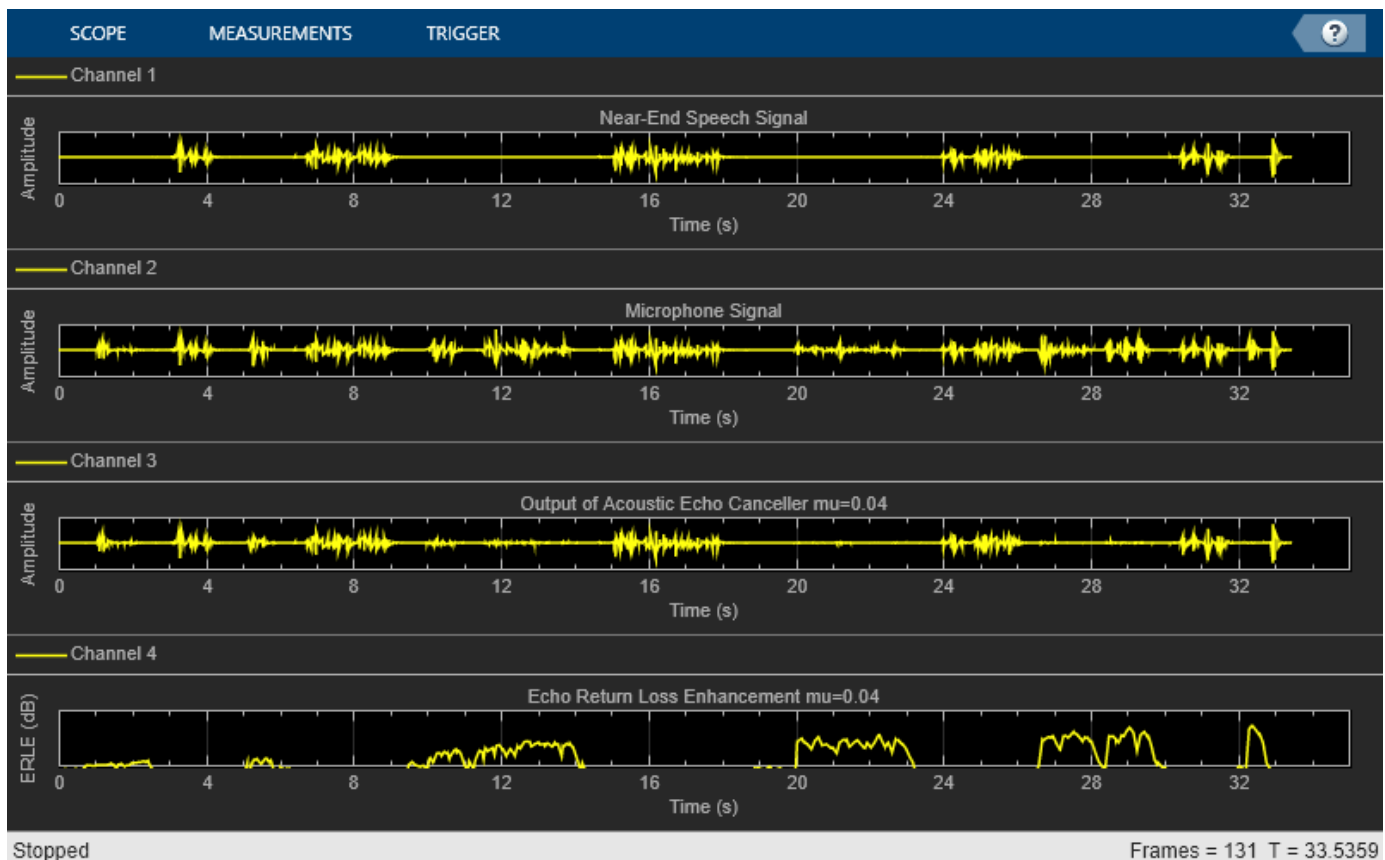 SCOPE MEASUREMENTS TRIGGER ?
Channel 1
Near-End Speech Signal
Amplitude
0 4 8 12 16 20 24 28 32
Time (s)
Channel 2
Microphone Signal
Amplitude
0 4 8 12 16 20 24 28 32
Time (s)
Channel 3
Output of Acoustic Echo Canceller mu=0.04
Amplitude
0 4 8 12 16 20 24 28 32
Time (s)
Channel 4
Echo Return Loss Enhancement mu=0.04
ERLE (dB)
0 4 8 12 16 20 24 28 32
Time (s)
Stopped Frames = 131 T = 33.5359